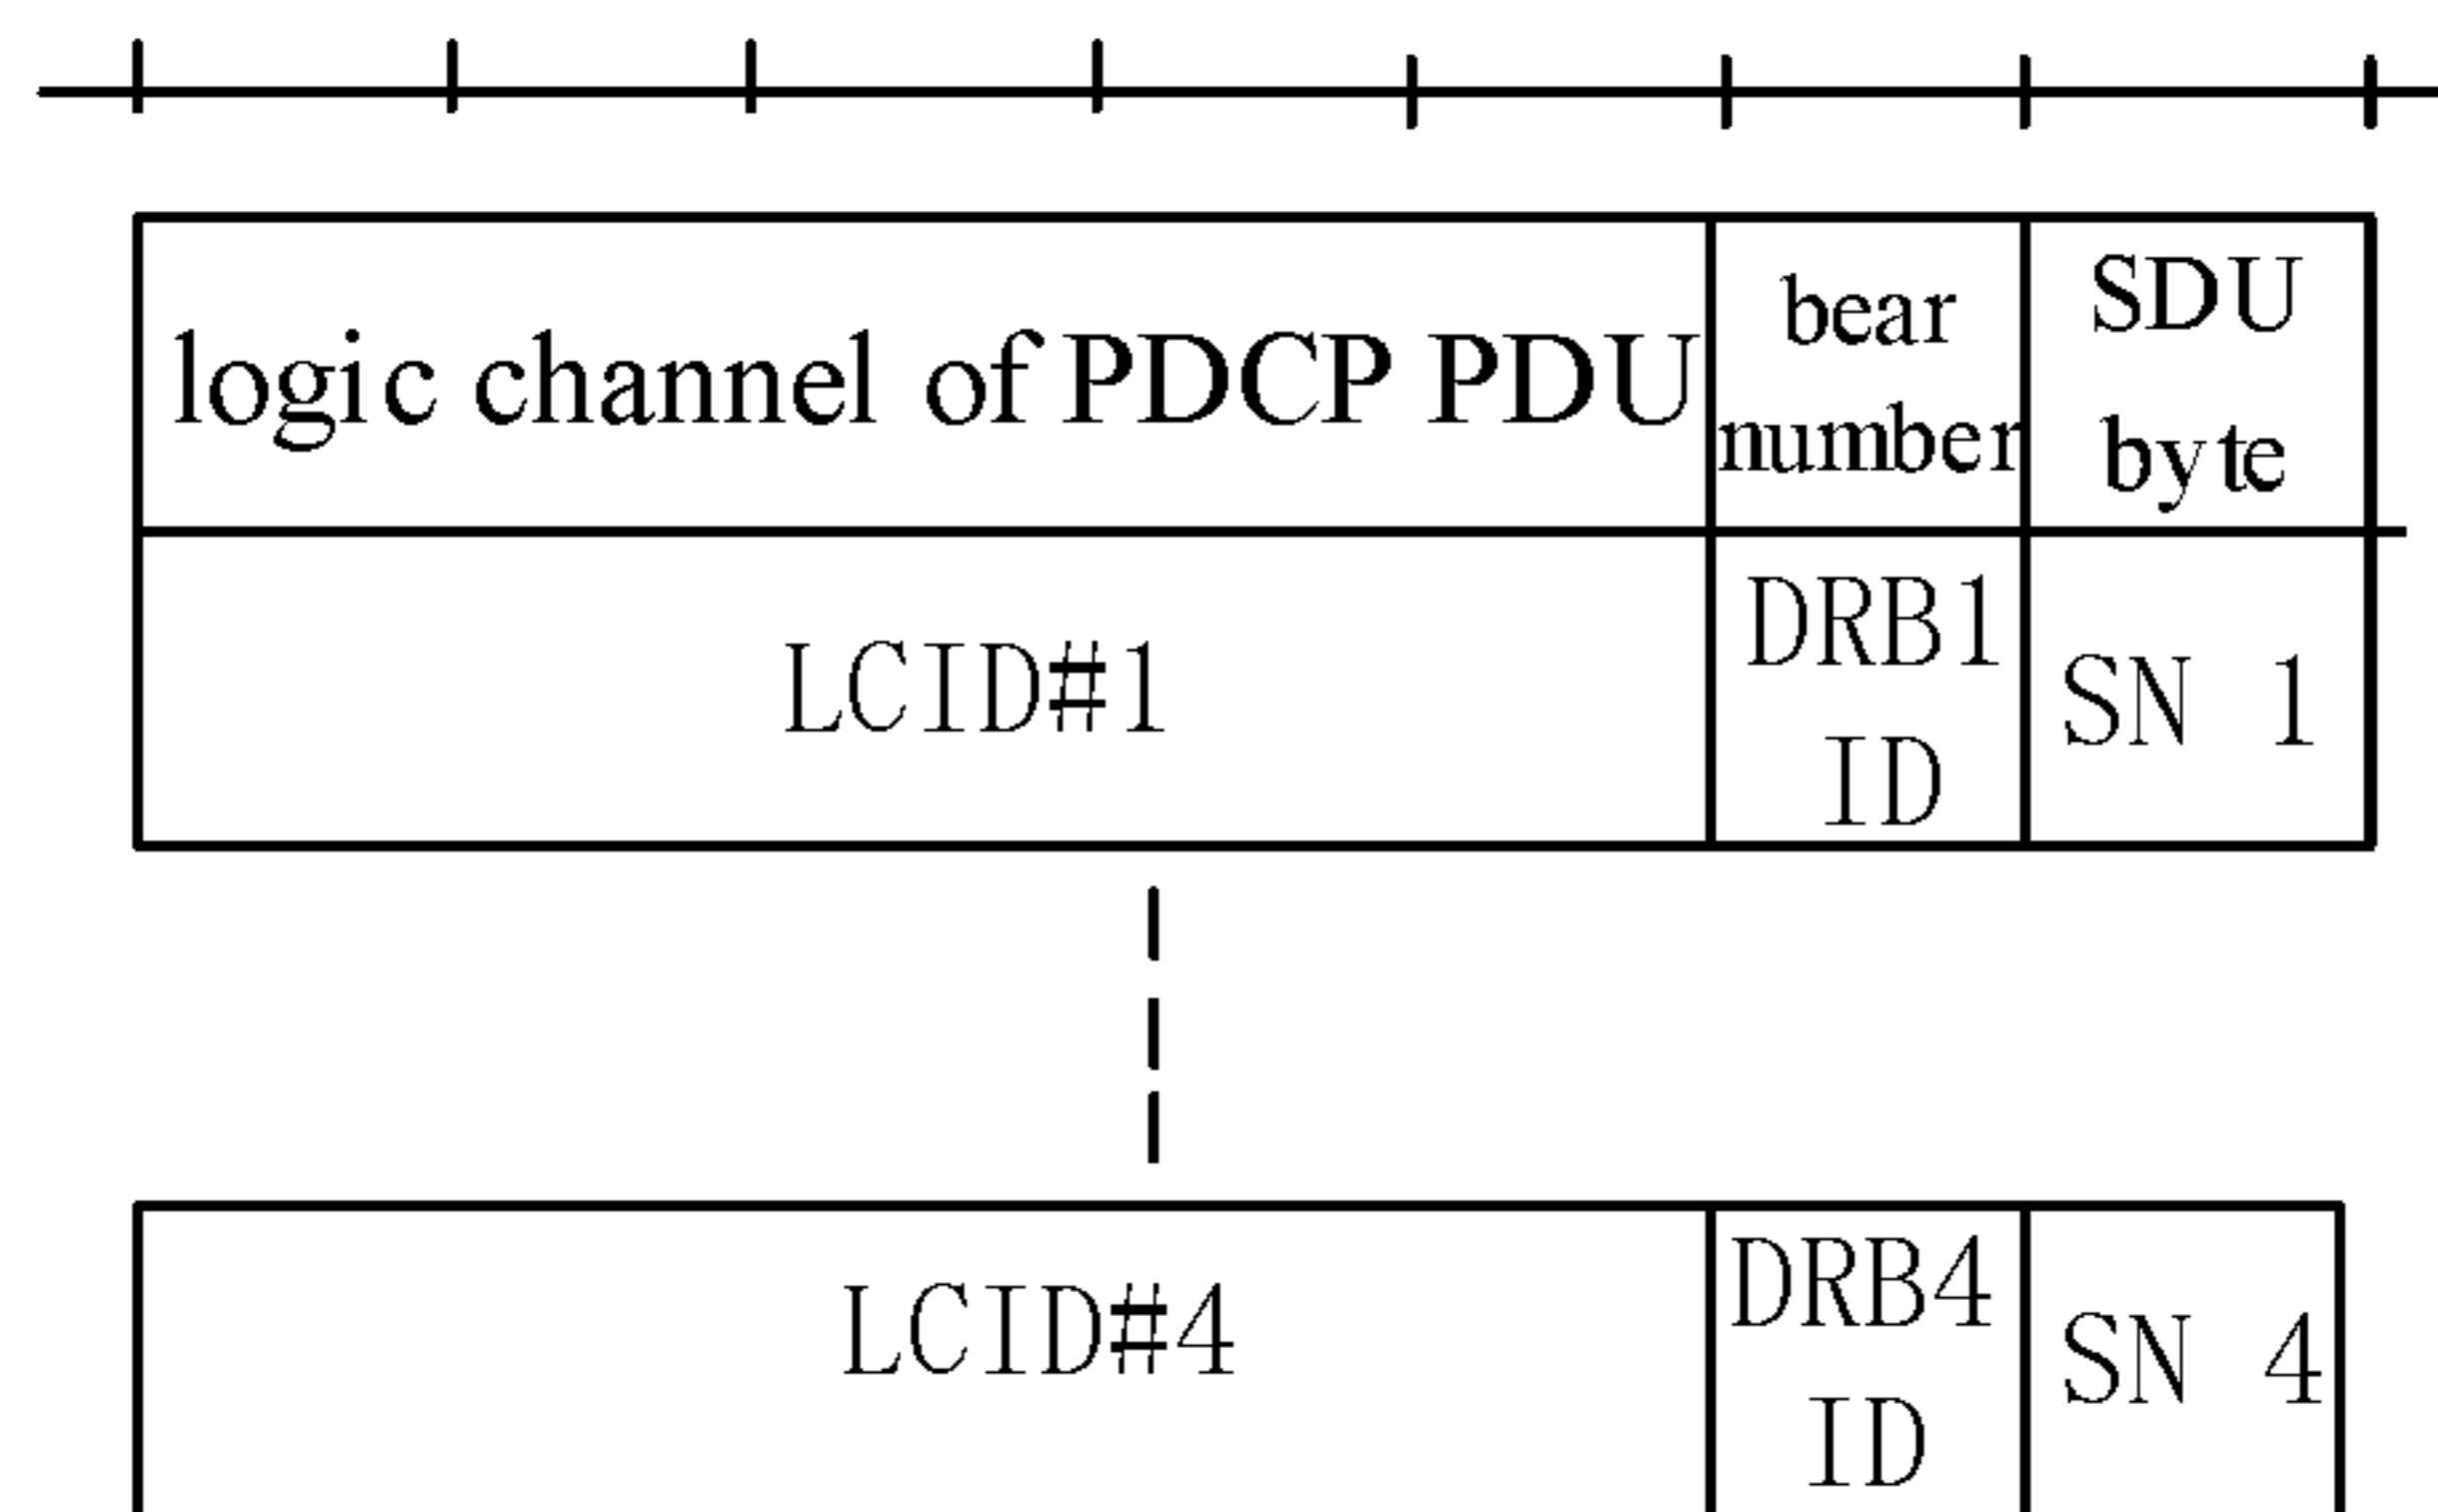 logic channel of PDCP PDU
bear
number
SDU
byte
LCID#1
DRB1
ID
SN 1
LCID#4
DRB4
ID
SN 4